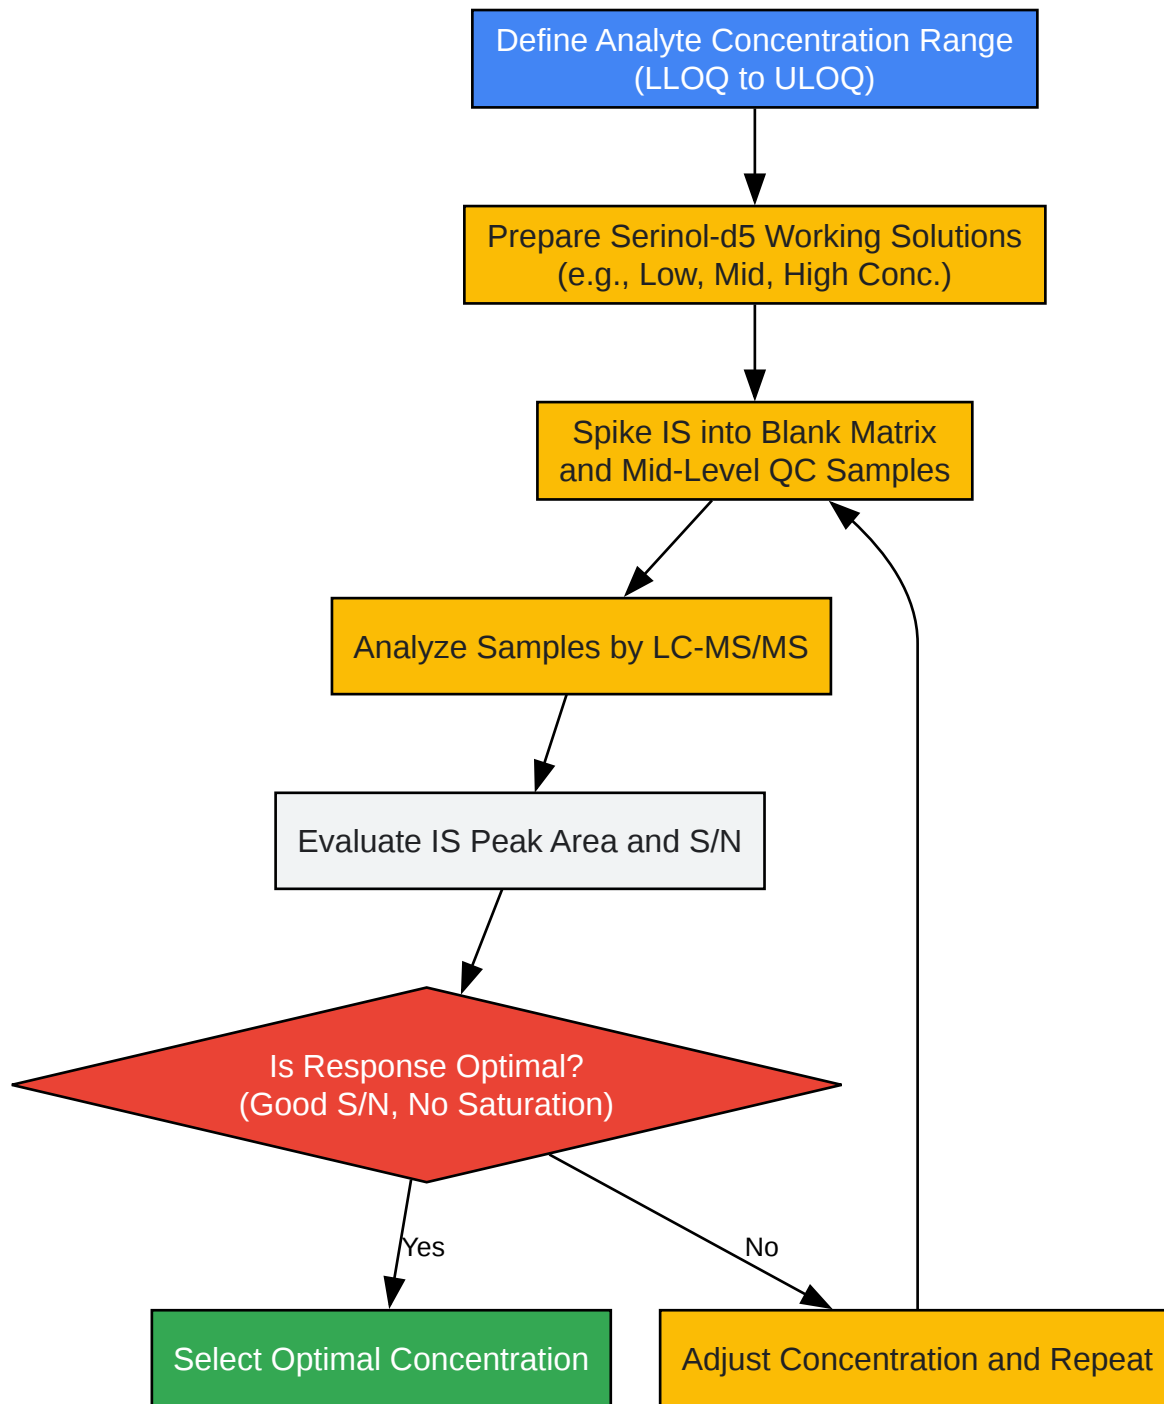 Define Analyte Concentration Range
(LLOQ to ULOQ)
Prepare Serinol-d5 Working Solutions
(e.g., Low, Mid, High Conc.)
Spike IS into Blank Matrix
and Mid-Level QC Samples
Analyze Samples by LC-MS/MS
Evaluate IS Peak Area and S/N
Is Response Optimal?
(Good S/N, No Saturation)
Yes
No
Select Optimal Concentration
Adjust Concentration and Repeat